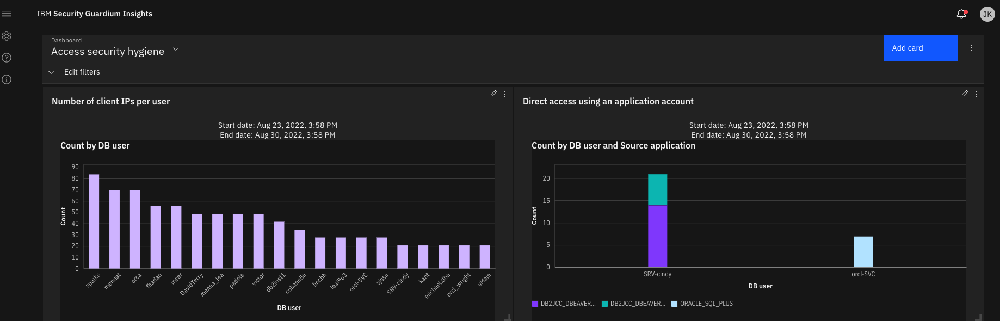 IBM Security Guardium Insights
JK
Dashboard
Access security hygiene
Add card
Edit filters
Number of client IPs per user
Start date: Aug 23, 2022, 3:58 PM
End date: Aug 30, 2022, 3:58 PM
Count by DB user
90
80
70
60
50
40
30
20
10
0
Count
sparks
mennat
orca
fharlan
mser
DavidTerry
menna_tea
padele
victor
db2inst1
cubanelle
finchh
leal963
orcl-SVC
sjose
SRV-cindy
kant
michael.dba
orcl_wright
uMain
DB user
Direct access using an application account
Start date: Aug 23, 2022, 3:58 PM
End date: Aug 30, 2022, 3:58 PM
Count by DB user and Source application
20
15
10
5
0
Count
SRV-cindy
orcl-SVC
DB user
DB2JCC_DBEAVER... DB2JCC_DBEAVER... ORACLE_SQL_PLUS